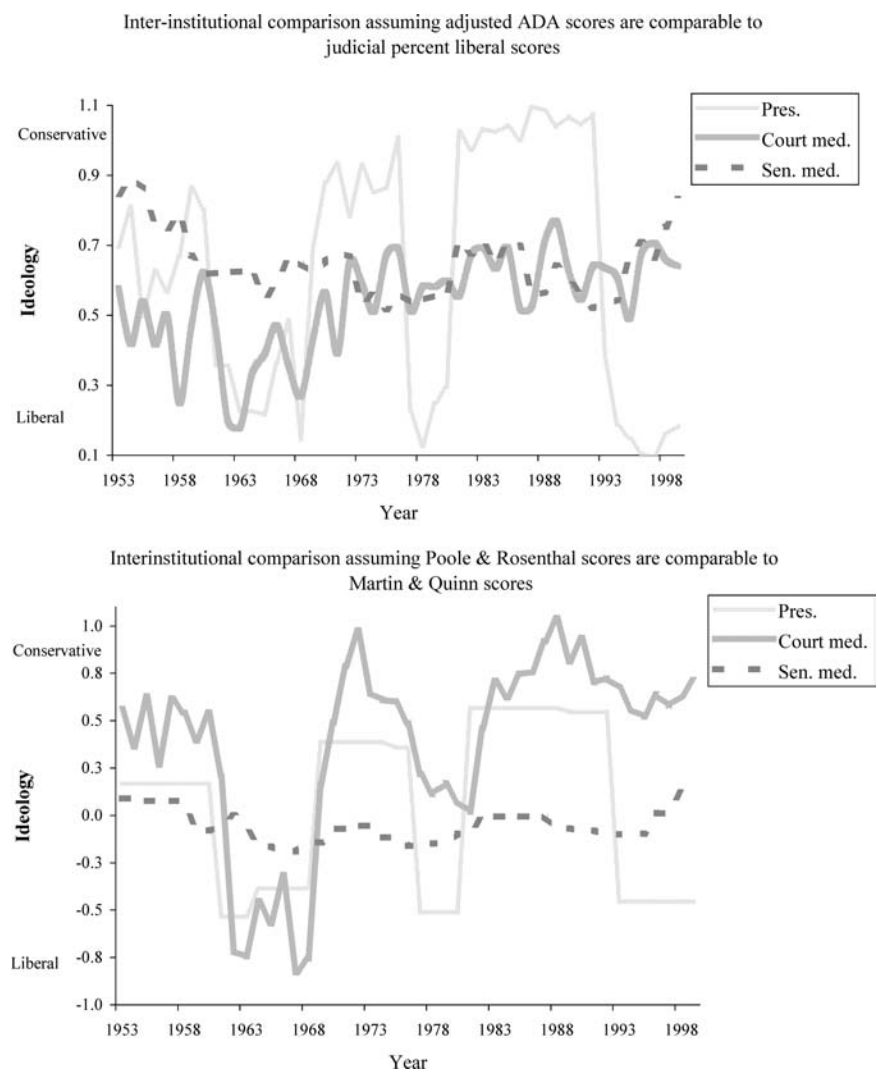 Inter-institutional comparison assuming adjusted ADA scores are comparable to
judicial percent liberal scores
1.1
Conservative
0.9
0.7
0.5
0.3
Liberal
0.1
Ideology
1953 1958 1963 1968 1973 1978 1983 1988 1993 1998
Year
Pres.
Court med.
Sen. med.
Interinstitutional comparison assuming Poole & Rosenthal scores are comparable to
Martin & Quinn scores
1.0
Conservative
0.8
0.5
0.3
0.0
-0.3
-0.5
-0.8
Liberal
-1.0
Ideology
1953 1958 1963 1968 1973 1978 1983 1988 1993 1998
Year
Pres.
Court med.
Sen. med.